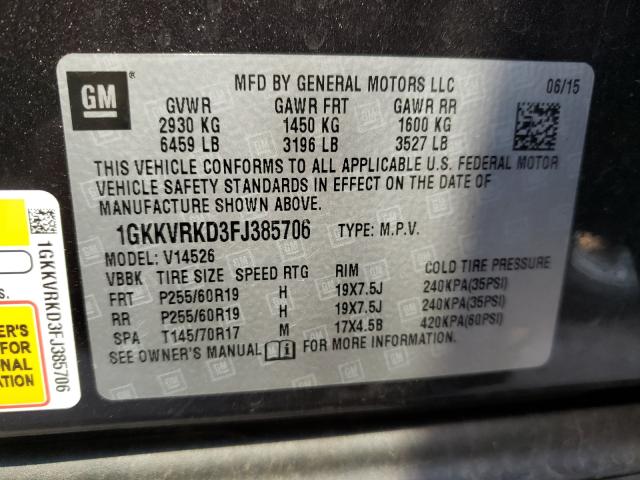 GM
MFD BY GENERAL MOTORS LLC 06/15
GVWR GAWR FRT GAWR RR
2930 KG 1450 KG 1600 KG
6459 LB 3196 LB 3527 LB
THIS VEHICLE CONFORMS TO ALL APPLICABLE U.S. FEDERAL MOTOR
VEHICLE SAFETY STANDARDS IN EFFECT ON THE DATE OF
MANUFACTURE SHOWN ABOVE.
1GKKVRKD3FJ385706 TYPE: M.P.V.
MODEL: V14526
VBBK TIRE SIZE SPEED RTG RIM COLD TIRE PRESSURE
FRT P255/60R19 H 19X7.5J 240KPA(35PSI)
RR P255/60R19 H 19X7.5J 240KPA(35PSI)
SPA T145/70R17 M 17X4.5B 420KPA(60PSI)
SEE OWNER'S MANUAL FOR MORE INFORMATION.
1GKKVRKD3FJ385706
S.
ER'S
FOR
NAL
ATION